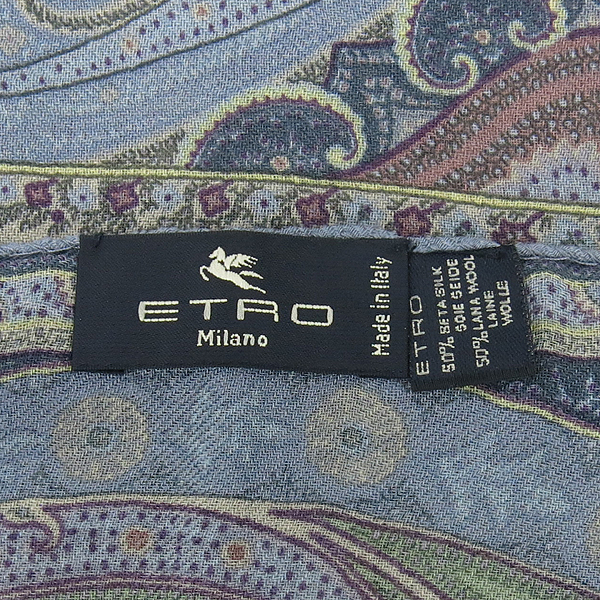 ETRO
Milano
Made in Italy
ETRO
50% SETA SILK
SOIE SEIDE
50% LANA WOOL
LAINE
WOLLE